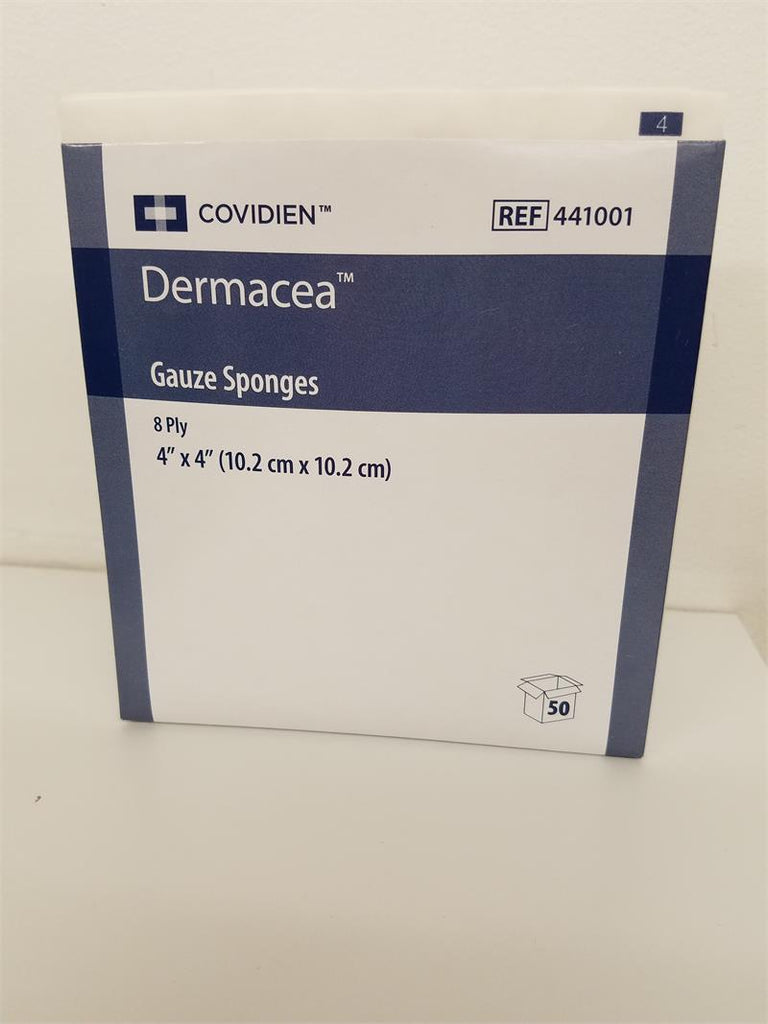 4
COVIDIEN™
REF 441001
Dermacea™
Gauze Sponges
8 Ply
4” x 4” (10.2 cm x 10.2 cm)
50